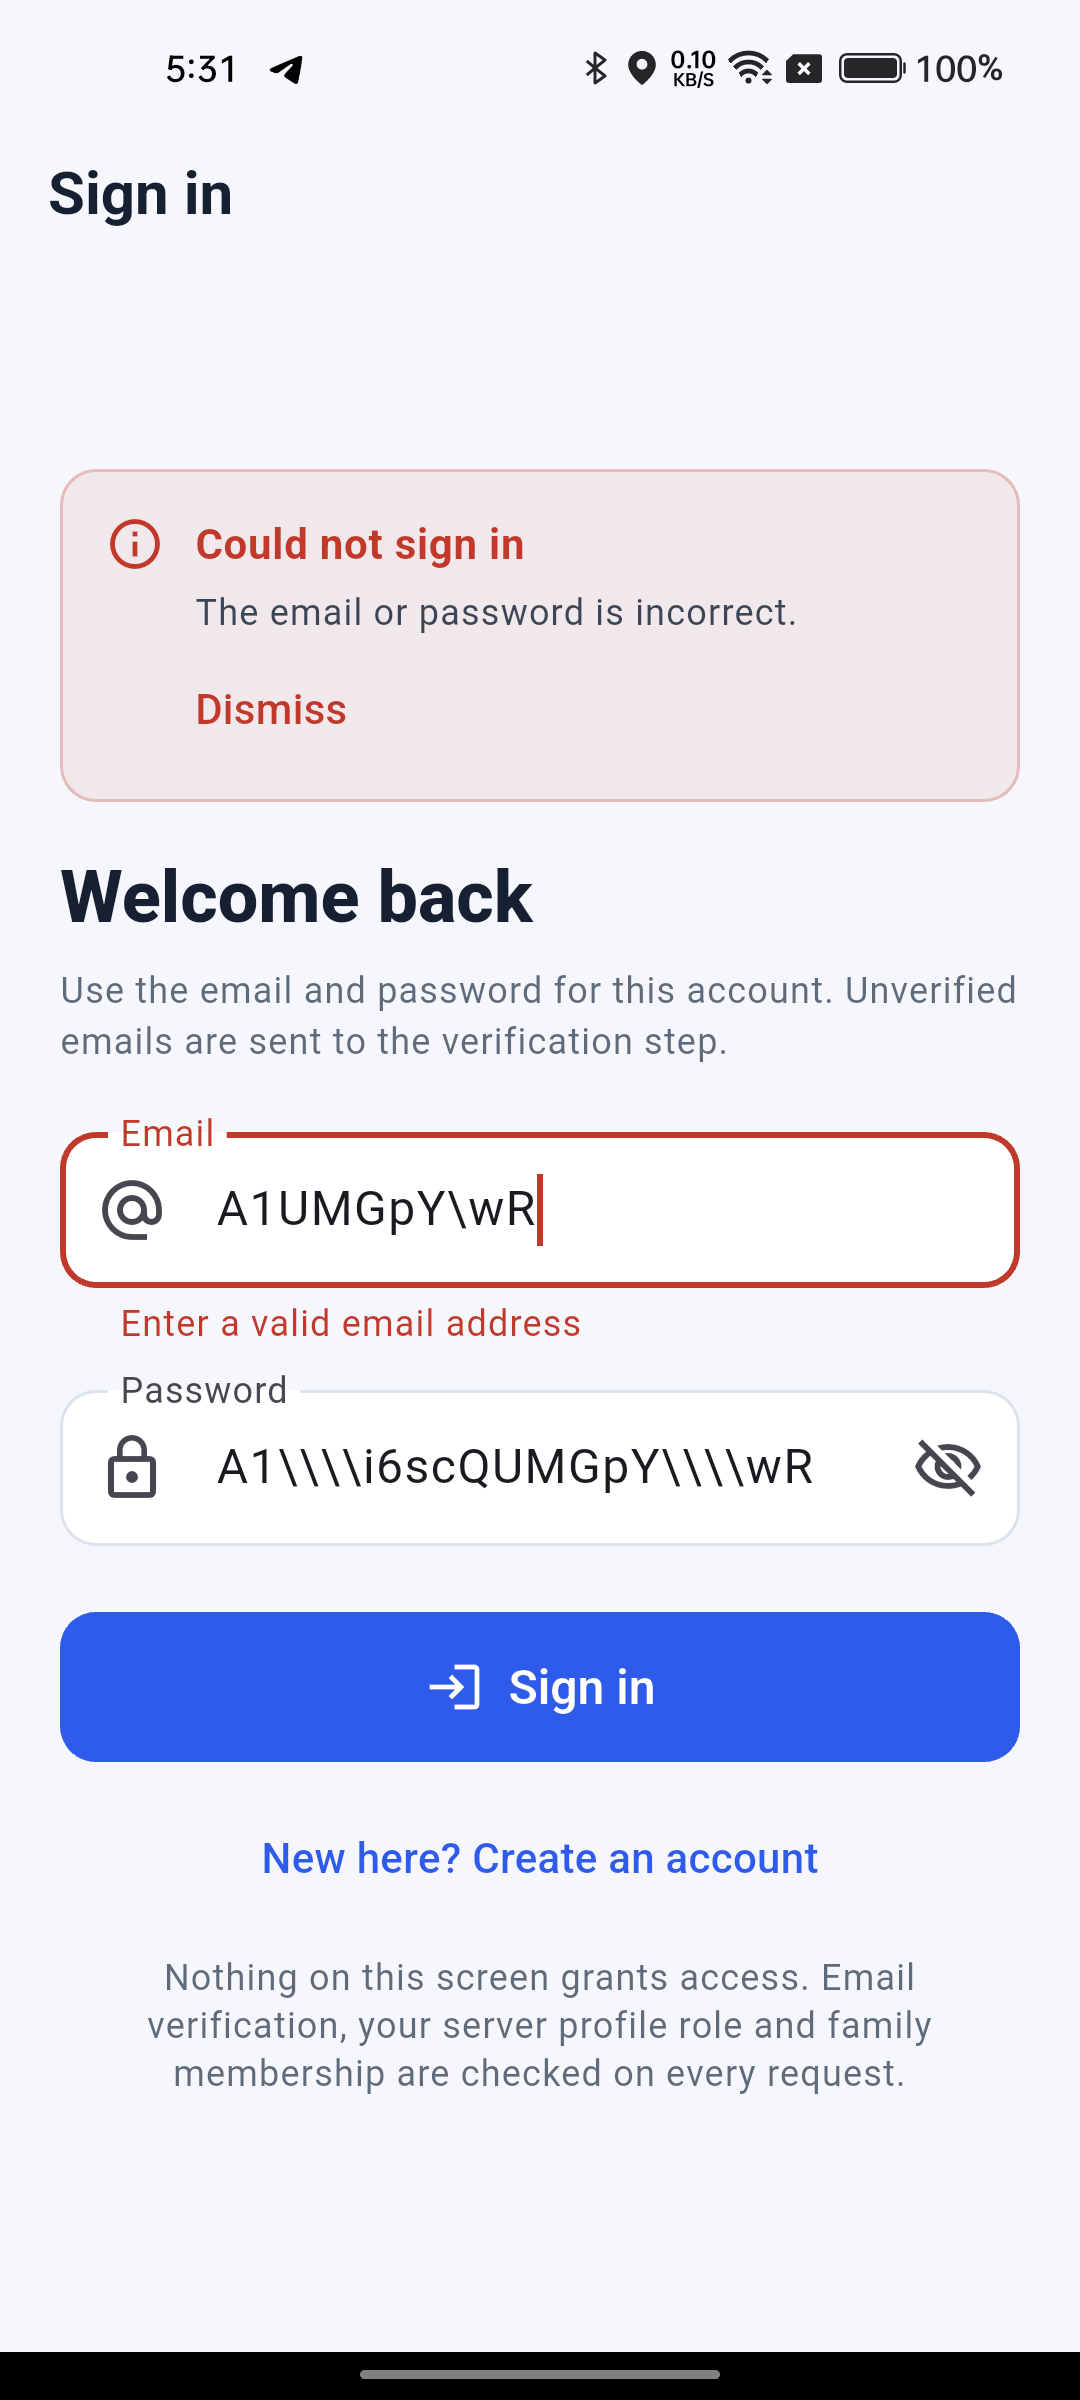 5:31
0.10
KB/S
100%
Sign in
Could not sign in
The email or password is incorrect.
Dismiss
Welcome back
Use the email and password for this account. Unverified
emails are sent to the verification step.
Email
A1UMGpY\wR
Enter a valid email address
Password
A1\\\\i6scQUMGpY\\\\wR
Sign in
New here? Create an account
Nothing on this screen grants access. Email
verification, your server profile role and family
membership are checked on every request.